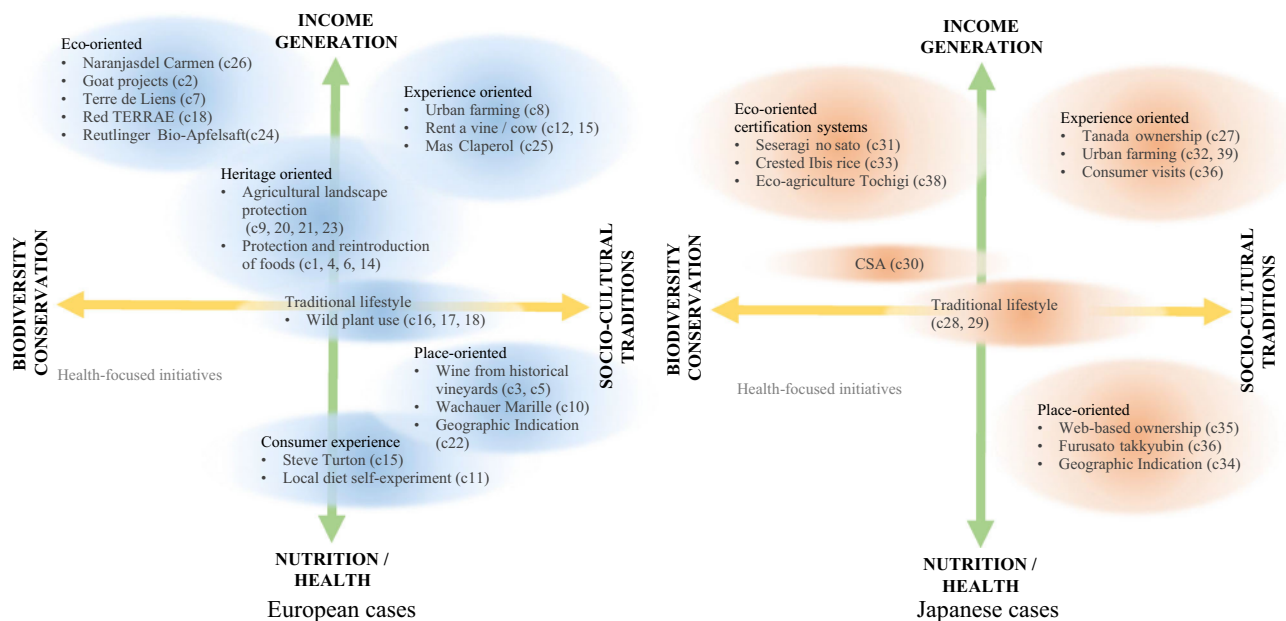 INCOME
GENERATION
Eco-oriented
• Naranjasdel Carmen (c26)
• Goat projects (c2)
• Terre de Liens (c7)
• Red TERRAE (c18)
• Reutlinger Bio-Apfelsaft(c24)
Experience oriented
• Urban farming (c8)
• Rent a vine / cow (c12, 15)
• Mas Claperol (c25)
Heritage oriented
• Agricultural landscape
protection
(c9, 20, 21, 23)
• Protection and reintroduction
of foods (c1, 4, 6, 14)
BIODIVERSITY
CONSERVATION
SOCIO-CULTURAL
TRADITIONS
Traditional lifestyle
• Wild plant use (c16, 17, 18)
Health-focused initiatives
Place-oriented
• Wine from historical
vineyards (c3, c5)
• Wachauer Marille (c10)
• Geographic Indication
(c22)
Consumer experience
• Steve Turton (c15)
• Local diet self-experiment (c11)
NUTRITION /
HEALTH
European cases
INCOME
GENERATION
Eco-oriented
certification systems
• Seseragi no sato (c31)
• Crested Ibis rice (c33)
• Eco-agriculture Tochigi (c38)
Experience oriented
• Tanada ownership (c27)
• Urban farming (c32, 39)
• Consumer visits (c36)
BIODIVERSITY
CONSERVATION
SOCIO-CULTURAL
TRADITIONS
CSA (c30)
Traditional lifestyle
(c28, 29)
Health-focused initiatives
Place-oriented
• Web-based ownership (c35)
• Furusato takkyubin (c36)
• Geographic Indication (c34)
NUTRITION /
HEALTH
Japanese cases